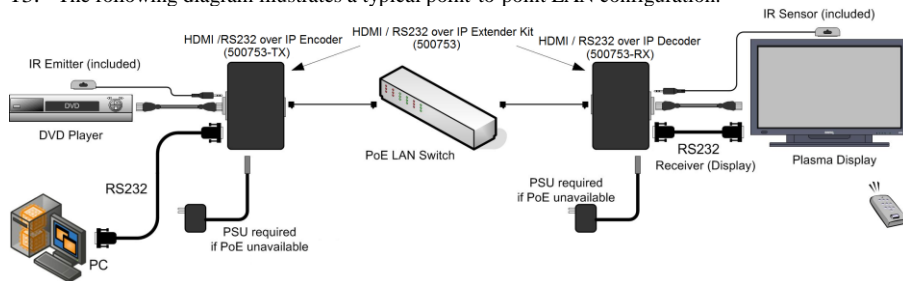 The following diagram illustrates a typical point-to-point LAN configuration.
IR Sensor (included)
HDMI /RS232 over IP Encoder
(500753-TX)
HDMI / RS232 over IP Extender Kit
(500753)
HDMI /RS232 over IP Decoder
(500753-RX)
IR Emitter (included)
DVD
DVD Player
PoE LAN Switch
RS232
Receiver (Display)
Plasma Display
RS232
PSU required
if PoE unavailable
PSU required
if PoE unavailable
PC